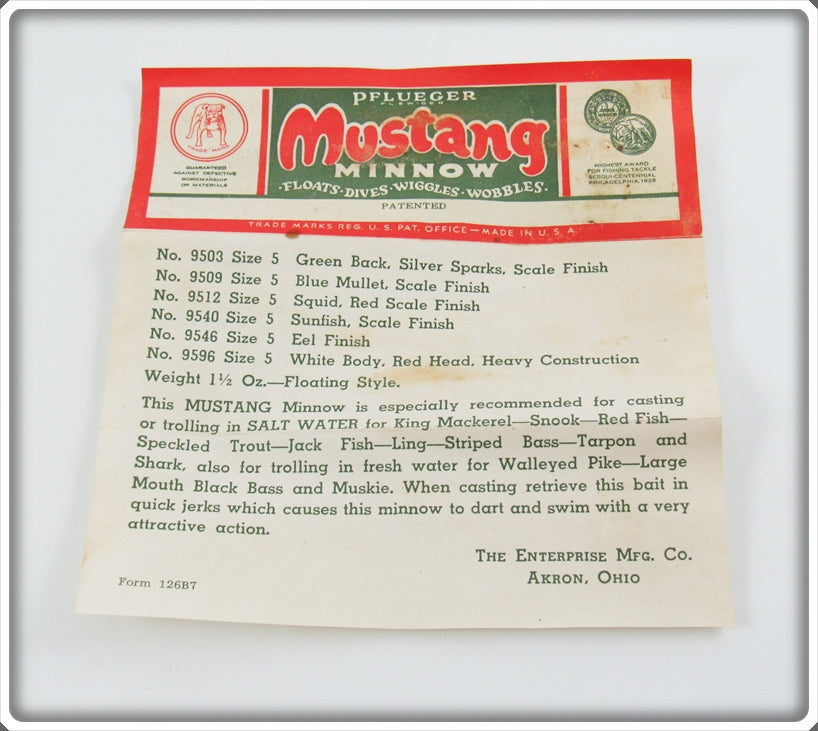 PFLUEGER
PLEW-GER
Mustang
MINNOW
·FLOATS·DIVES·WIGGLES·WOBBLES·
PATENTED
TRADE MARK
GUARANTEED
AGAINST DEFECTIVE
WORKMANSHIP
OR MATERIALS
HIGHEST AWARD
FOR FISHING TACKLE
SESQUI-CENTENNIAL
PHILADELPHIA, 1926
TRADE MARKS REG. U.S. PAT. OFFICE—MADE IN U.S.A.
No. 9503 Size 5 Green Back, Silver Sparks, Scale Finish
No. 9509 Size 5 Blue Mullet, Scale Finish
No. 9512 Size 5 Squid, Red Scale Finish
No. 9540 Size 5 Sunfish, Scale Finish
No. 9546 Size 5 Eel Finish
No. 9596 Size 5 White Body, Red Head, Heavy Construction
Weight 1½ Oz.—Floating Style.
This MUSTANG Minnow is especially recommended for casting
or trolling in SALT WATER for King Mackerel—Snook—Red Fish—
Speckled Trout—Jack Fish—Ling—Striped Bass—Tarpon and
Shark, also for trolling in fresh water for Walleyed Pike—Large
Mouth Black Bass and Muskie. When casting retrieve this bait in
quick jerks which causes this minnow to dart and swim with a very
attractive action.
THE ENTERPRISE MFG. CO.
AKRON, OHIO
Form 126B7